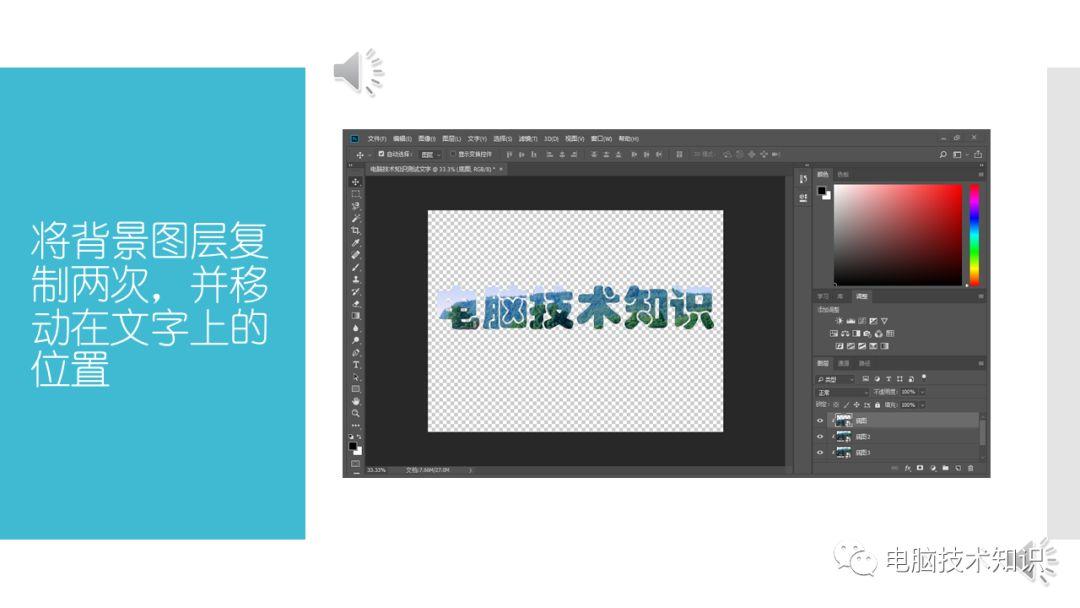 将背景图层复
制两次，并移
动在文字上的
位置
文件(F) 编辑(E) 图像(I) 图层(L) 文字(Y) 选择(S) 滤镜(T) 3D(D) 视图(V) 窗口(W) 帮助(H)
自动选择： 图层 显示变换控件
电脑技术知识测试文字 @ 33.3% (底图, RGB/8) *
电脑技术知识
33.33% 文档:7.66M/27.0M
颜色 色板
学习 库 调整
添加调整
图层 通道 路径
类型
正常 不透明度: 100%
锁定: 填充: 100%
底图
底图2
底图3
电脑技术知识